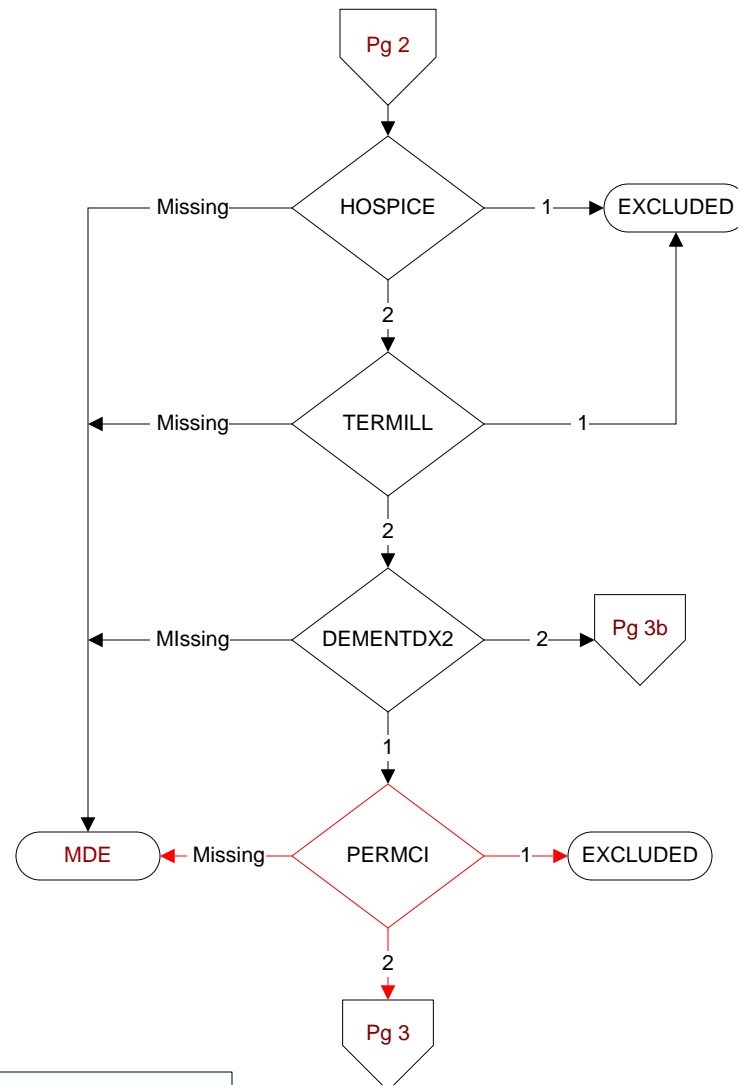 Pg 2
Missing
HOSPICE
1
EXCLUDED
2
Missing
TERMILL
1
2
MIssing
DEMENTDX2
2
Pg 3b
1
MDE
Missing
PERMCI
1
EXCLUDED
2
Pg 3